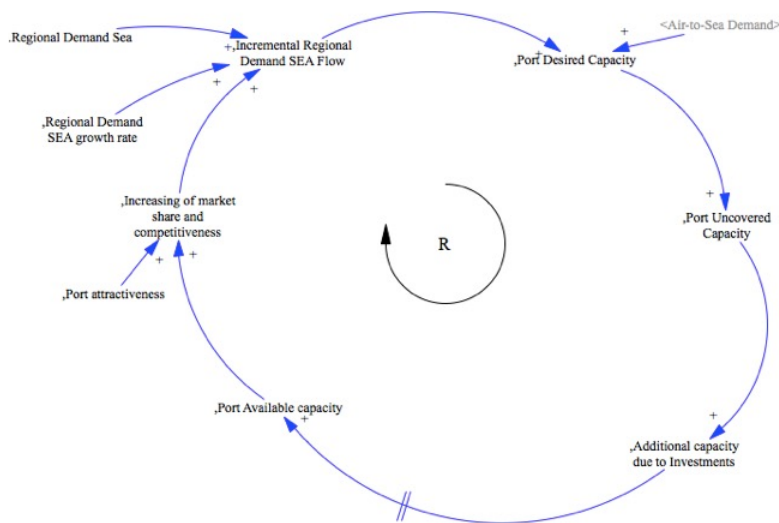 .Regional Demand Sea
+
,Incremental Regional
Demand SEA Flow
+
+
<Air-to-Sea Demand>
+
+
,Port Desired Capacity
,Regional Demand
SEA growth rate
,Increasing of market
share and
competitiveness
+
+
+
,Port Uncovered
Capacity
R
,Port attractiveness
,Port Available capacity
+
+
,Additional capacity
due to Investments